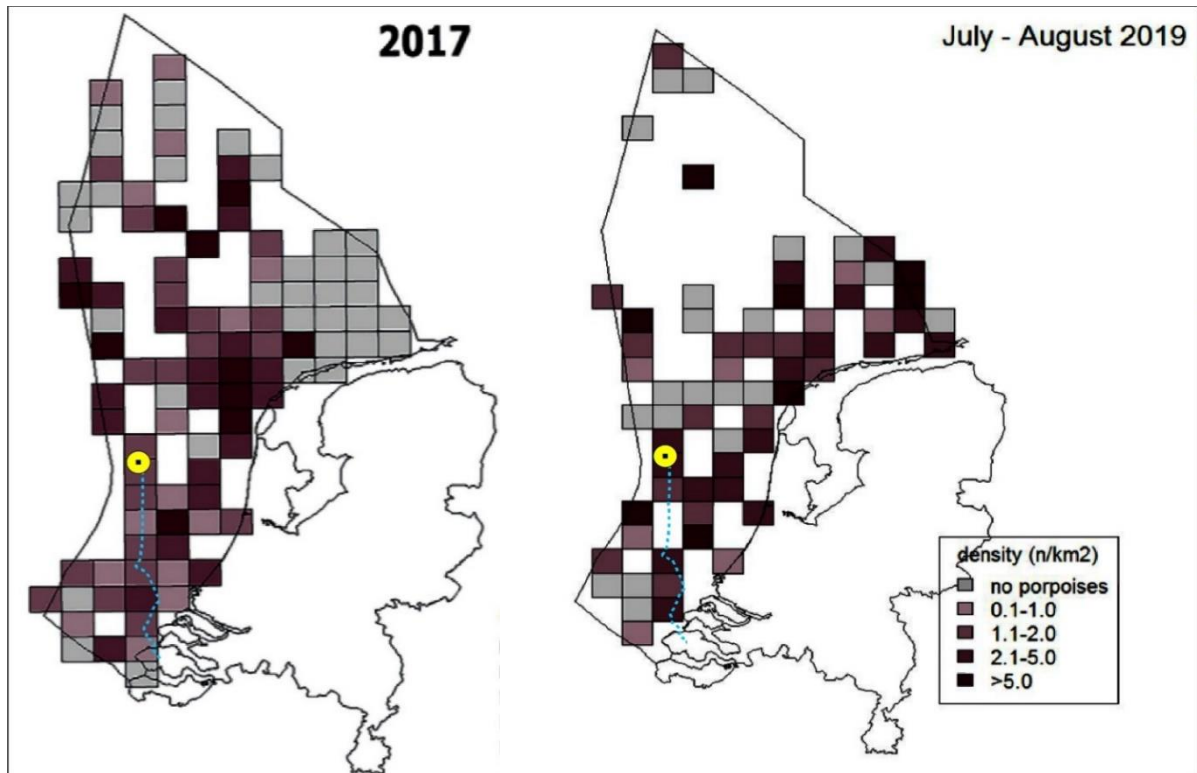 2017
July - August 2019
density (n/km2)
no porpoises
0.1-1.0
1.1-2.0
2.1-5.0
>5.0